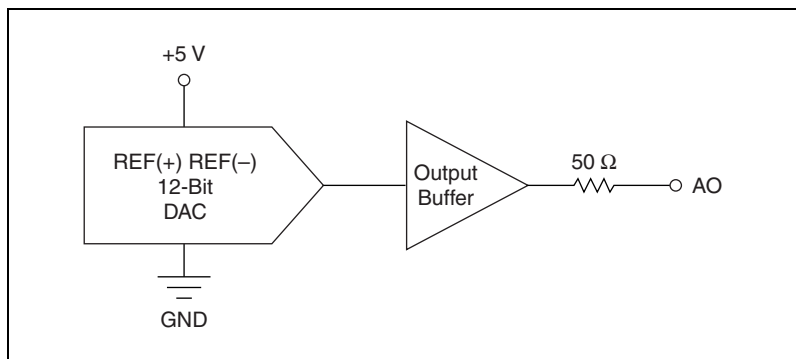 +5 V
REF(+) REF(–)
12-Bit
DAC
GND
Output
Buffer
50 Ω
AO